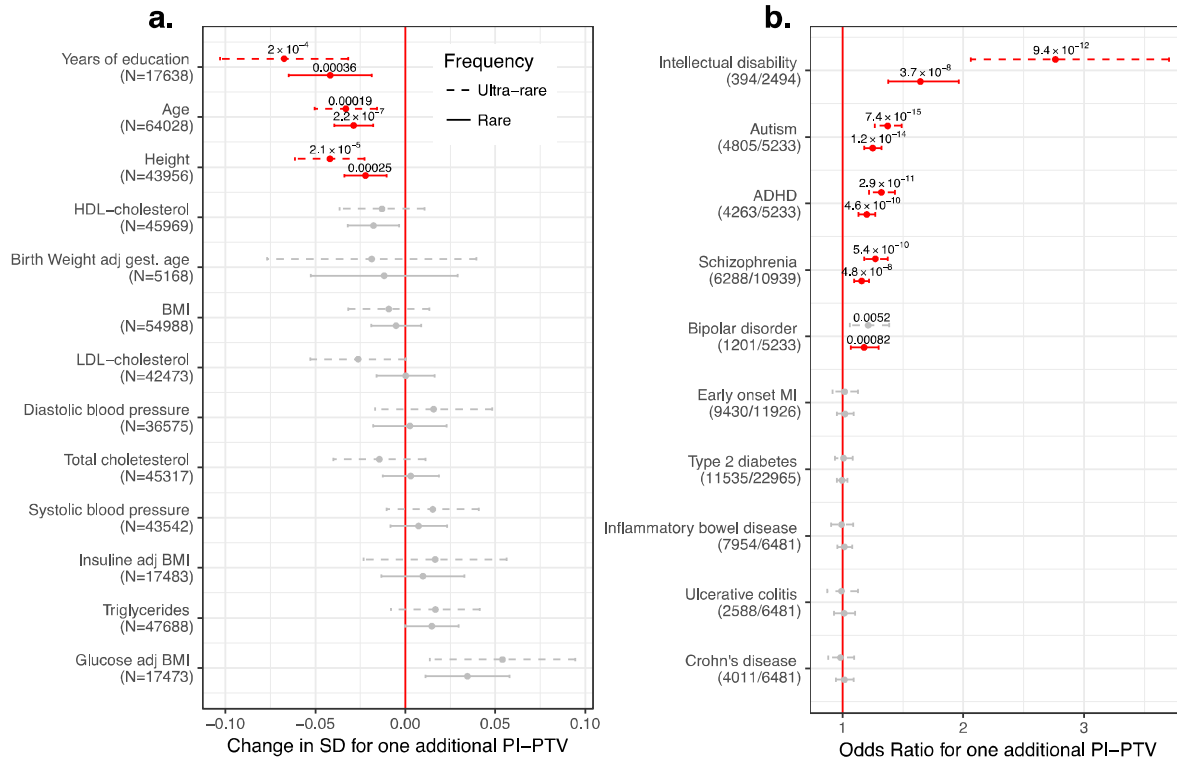 a.
Years of education
(N=17638)
Age
(N=64028)
Height
(N=43956)
HDL−cholesterol
(N=45969)
Birth Weight adj gest. age
(N=5168)
BMI
(N=54988)
LDL−cholesterol
(N=42473)
Diastolic blood pressure
(N=36575)
Total choletesterol
(N=45317)
Systolic blood pressure
(N=43542)
Insuline adj BMI
(N=17483)
Triglycerides
(N=47688)
Glucose adj BMI
(N=17473)
2 × 10⁻⁴
0.00036
0.00019
2.2 × 10⁻⁷
2.1 × 10⁻⁵
0.00025
Frequency
Ultra−rare
Rare
−0.10 −0.05 0.00 0.05 0.10
Change in SD for one additional PI−PTV
b.
Intellectual disability
(394/2494)
Autism
(4805/5233)
ADHD
(4263/5233)
Schizophrenia
(6288/10939)
Bipolar disorder
(1201/5233)
Early onset MI
(9430/11926)
Type 2 diabetes
(11535/22965)
Inflammatory bowel disease
(7954/6481)
Ulcerative colitis
(2588/6481)
Crohn's disease
(4011/6481)
9.4 × 10⁻¹²
3.7 × 10⁻⁸
7.4 × 10⁻¹⁵
1.2 × 10⁻¹⁴
2.9 × 10⁻¹¹
4.6 × 10⁻¹⁰
5.4 × 10⁻¹⁰
4.8 × 10⁻⁸
0.0052
0.00082
1 2 3
Odds Ratio for one additional PI−PTV